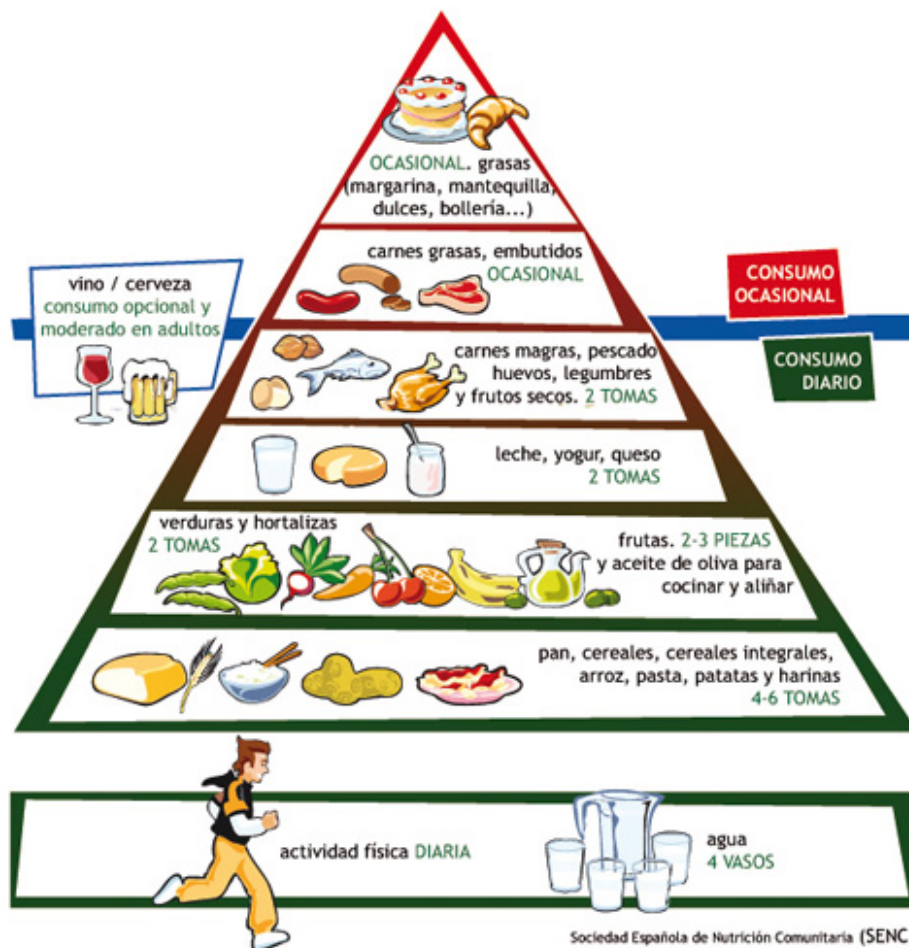 OCASIONAL. grasas
(margarina, mantequilla,
dulces, bollería...)
carnes grasas, embutidos
OCASIONAL
vino / cerveza
consumo opcional y
moderado en adultos
CONSUMO
OCASIONAL
CONSUMO
DIARIO
carnes magras, pescado
huevos, legumbres
y frutos secos. 2 TOMAS
leche, yogur, queso
2 TOMAS
verduras y hortalizas
2 TOMAS
frutas. 2-3 PIEZAS
y aceite de oliva para
cocinar y aliñar
pan, cereales, cereales integrales,
arroz, pasta, patatas y harinas
4-6 TOMAS
actividad física DIARIA
agua
4 VASOS
Sociedad Española de Nutrición Comunitaria (SENC